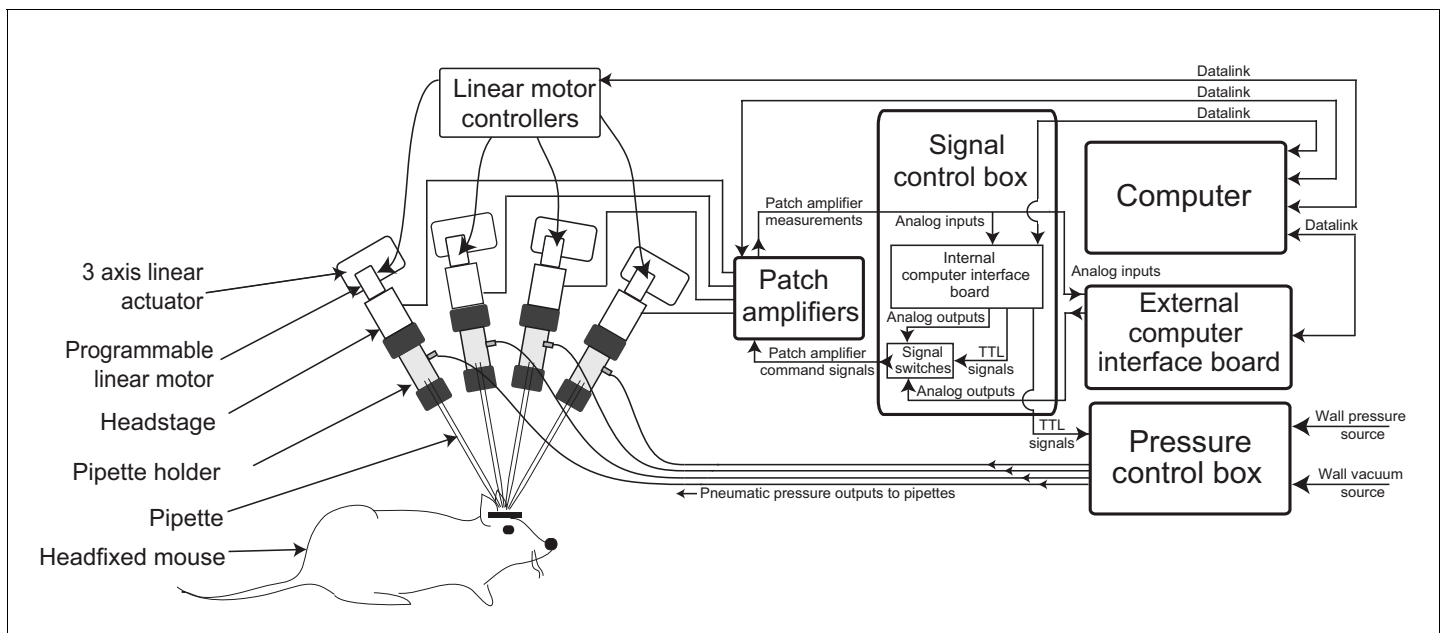 Linear motor
controllers
Datalink
Datalink
Datalink
Signal
control box
Computer
Patch amplifier
measurements
Analog inputs
Datalink
3 axis linear
actuator
Internal
computer interface
board
Analog inputs
Patch
amplifiers
External
computer
interface board
Analog outputs
Programmable
linear motor
Patch amplifier
command signals
Signal
switches
TTL
signals
Analog outputs
Headstage
Wall pressure
source
TTL
signals
Pressure
control box
Pipette holder
Wall vacuum
source
Pneumatic pressure outputs to pipettes
Pipette
Headfixed mouse